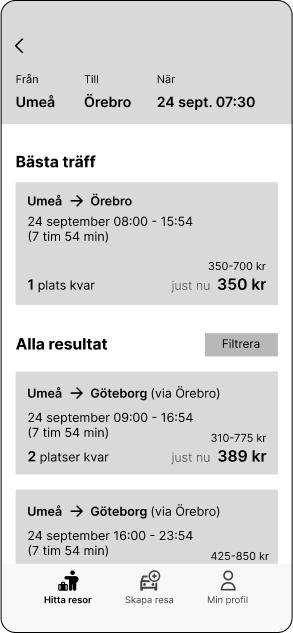 Från Till När
Umeå Örebro 24 sept. 07:30
Bästa träff
Umeå → Örebro
24 september 08:00 - 15:54
(7 tim 54 min)
350-700 kr
1 plats kvar just nu 350 kr
Alla resultat Filtrera
Umeå → Göteborg (via Örebro)
24 september 09:00 - 16:54
(7 tim 54 min)
310-775 kr
2 platser kvar just nu 389 kr
Umeå → Göteborg (via Örebro)
24 september 16:00 - 23:54
(7 tim 54 min)
425-850 kr
Hitta resor Skapa resa Min profil